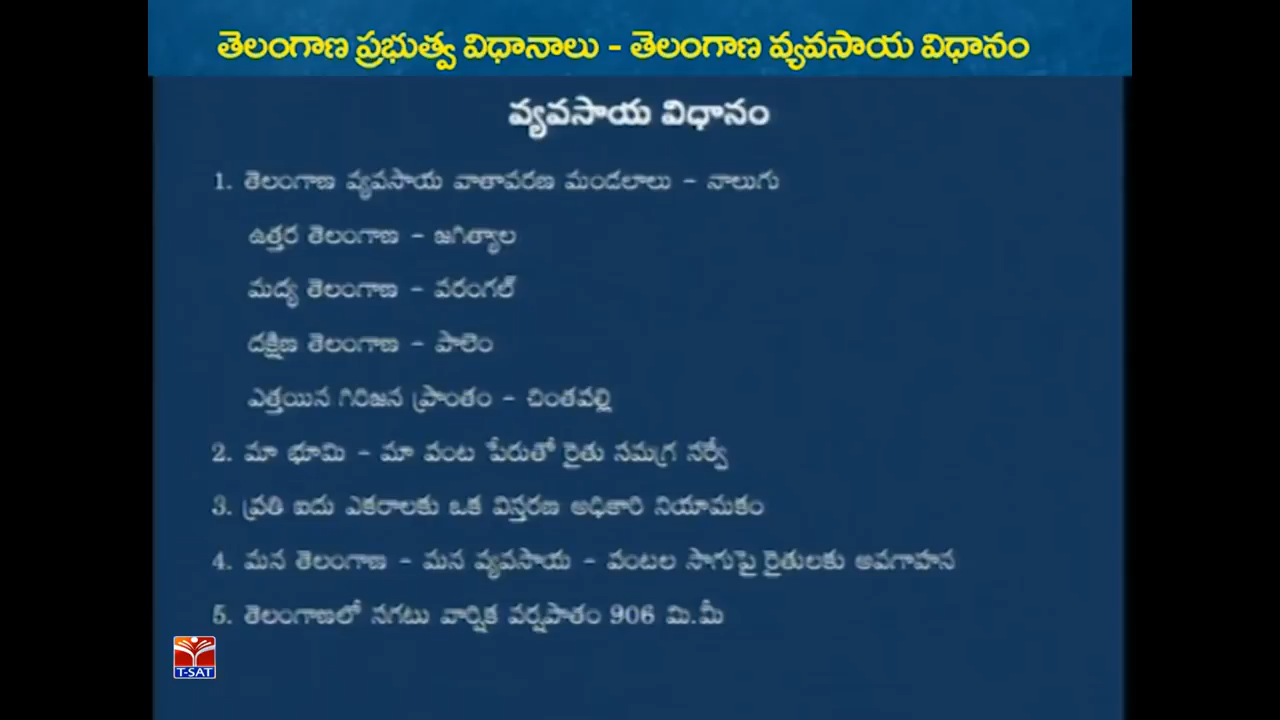 తెలంగాణ ప్రభుత్వ విధానాలు - తెలంగాణ వ్యవసాయ విధానం
వ్యవసాయ విధానం
1. తెలంగాణ వ్యవసాయ వాతావరణ మండలాలు - నాలుగు
ఉత్తర తెలంగాణ - జగిత్యాల
మద్య తెలంగాణ - వరంగల్
దక్షిణ తెలంగాణ - పాలెం
ఎత్తయిన గిరిజన ప్రాంతం - చింతపల్లి
2. మా భూమి - మా పంట పేరుతో రైతు సమగ్ర సర్వే
3. ప్రతి ఐదు ఎకరాలకు ఒక విస్తరణ అధికారి నియామకం
4. మన తెలంగాణ - మన వ్యవసాయ - పంటల సాగుపై రైతులకు అవగాహన
5. తెలంగాణలో సగటు వార్షిక వర్షపాతం 906 మి.మీ
T-SAT